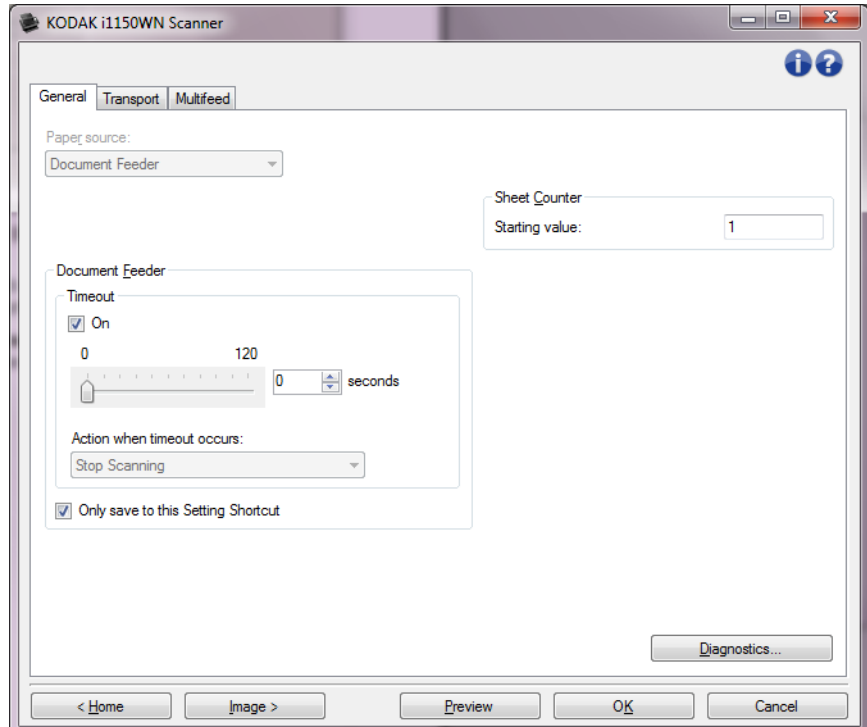 KODAK i1150WN Scanner
General Transport Multifeed
Paper source:
Document Feeder
Sheet Counter
Starting value: 1
Document Feeder
Timeout
On
0 120
0 seconds
Action when timeout occurs:
Stop Scanning
Only save to this Setting Shortcut
Diagnostics...
< Home Image > Preview OK Cancel